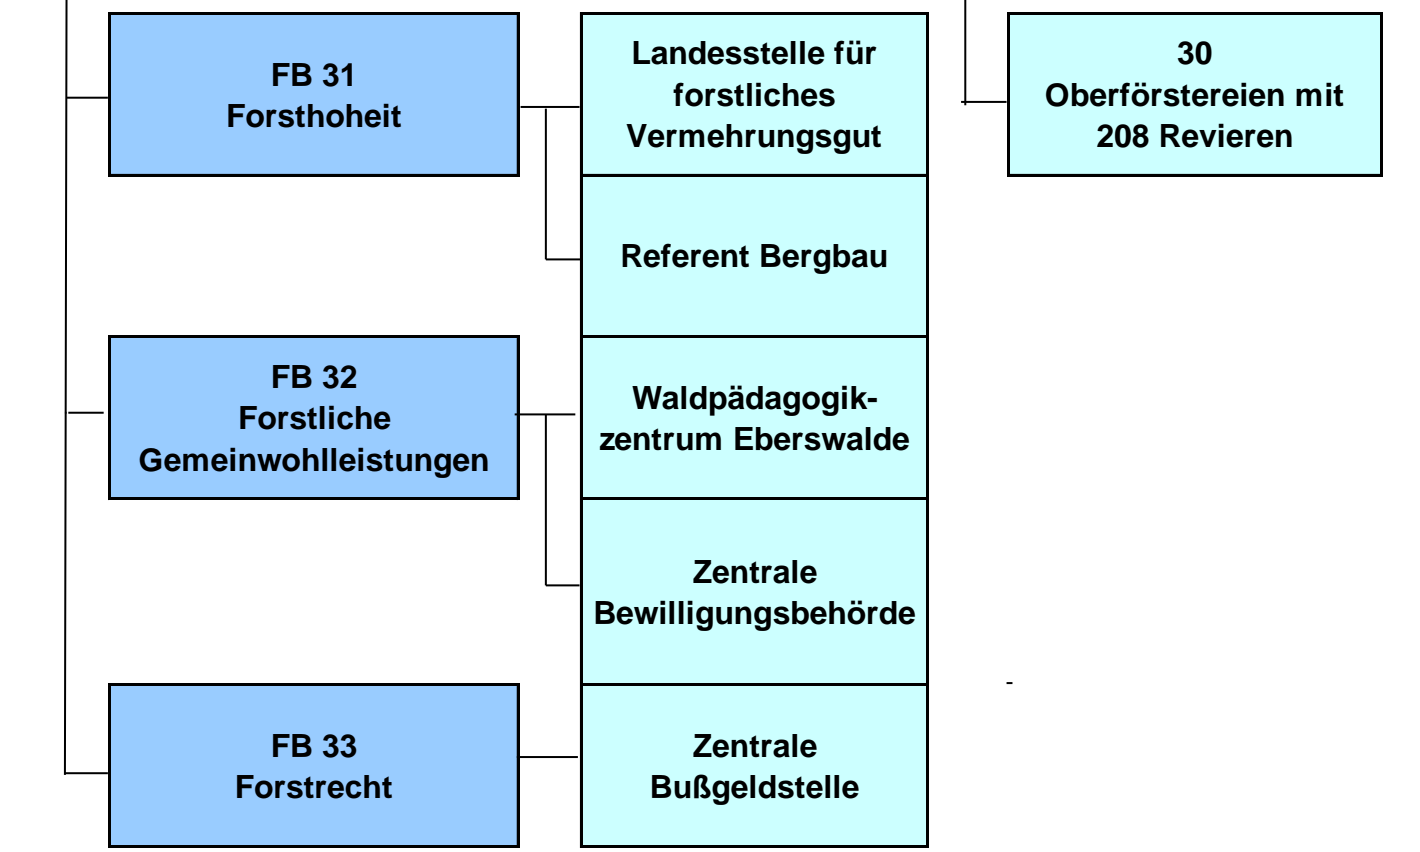 FB 31
Forsthoheit
Landesstelle für
forstliches
Vermehrungsgut
30
Oberförstereien mit
208 Revieren
Referent Bergbau
FB 32
Forstliche
Gemeinwohlleistungen
Waldpädagogik-
zentrum Eberswalde
Zentrale
Bewilligungsbehörde
-
FB 33
Forstrecht
Zentrale
Bußgeldstelle